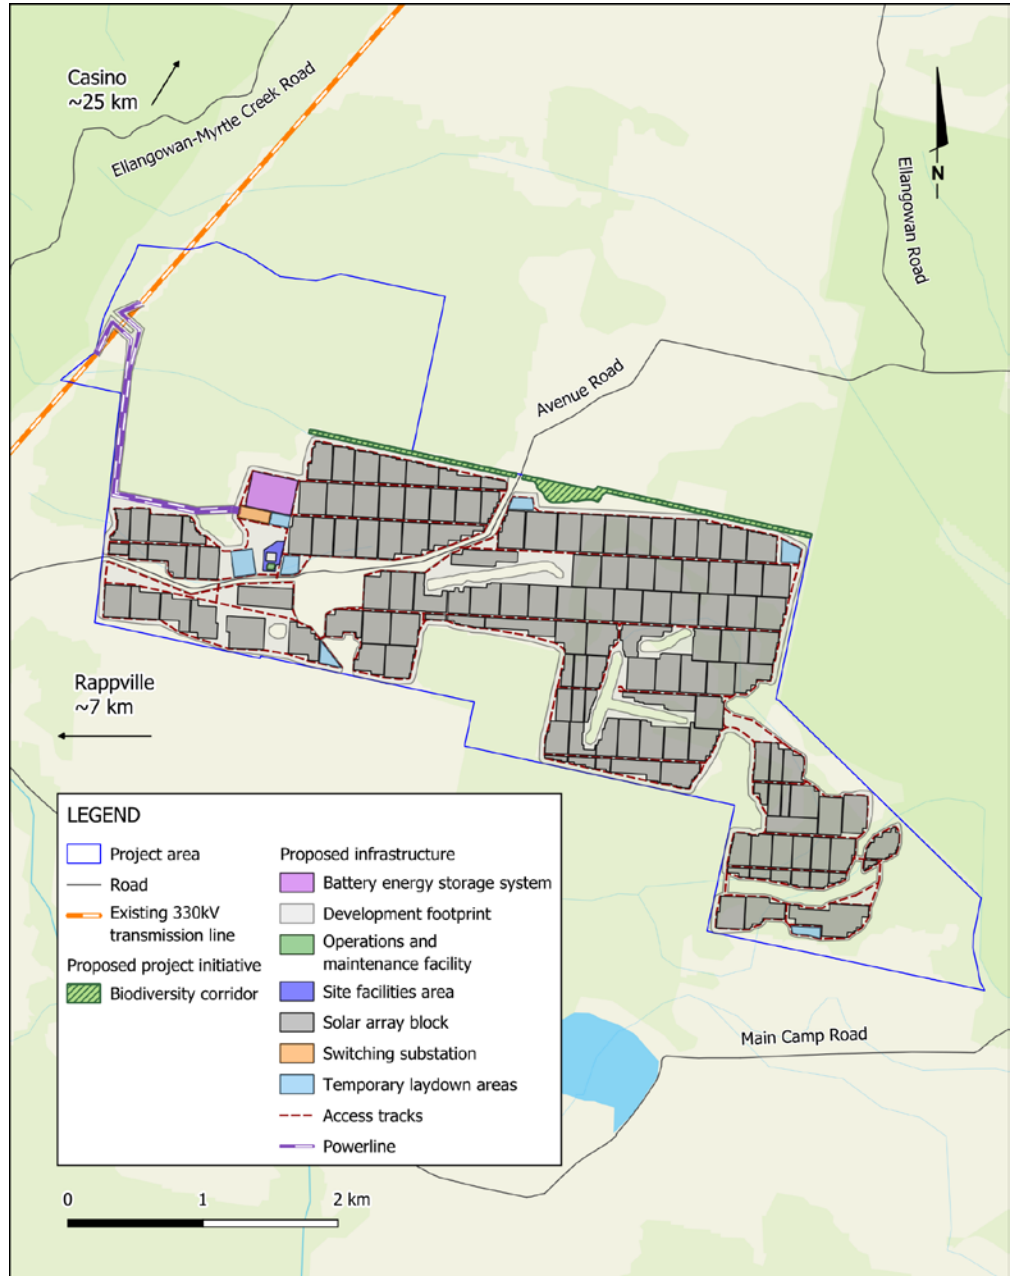 Casino
~25 km
Ellangowan-Myrtle Creek Road
N
Ellangowan Road
Avenue Road
Rappville
~7 km
LEGEND
Project area
Road
Existing 330kV
transmission line
Proposed project initiative
Biodiversity corridor
Proposed infrastructure
Battery energy storage system
Development footprint
Operations and
maintenance facility
Site facilities area
Solar array block
Switching substation
Temporary laydown areas
Access tracks
Powerline
Main Camp Road
0 1 2 km